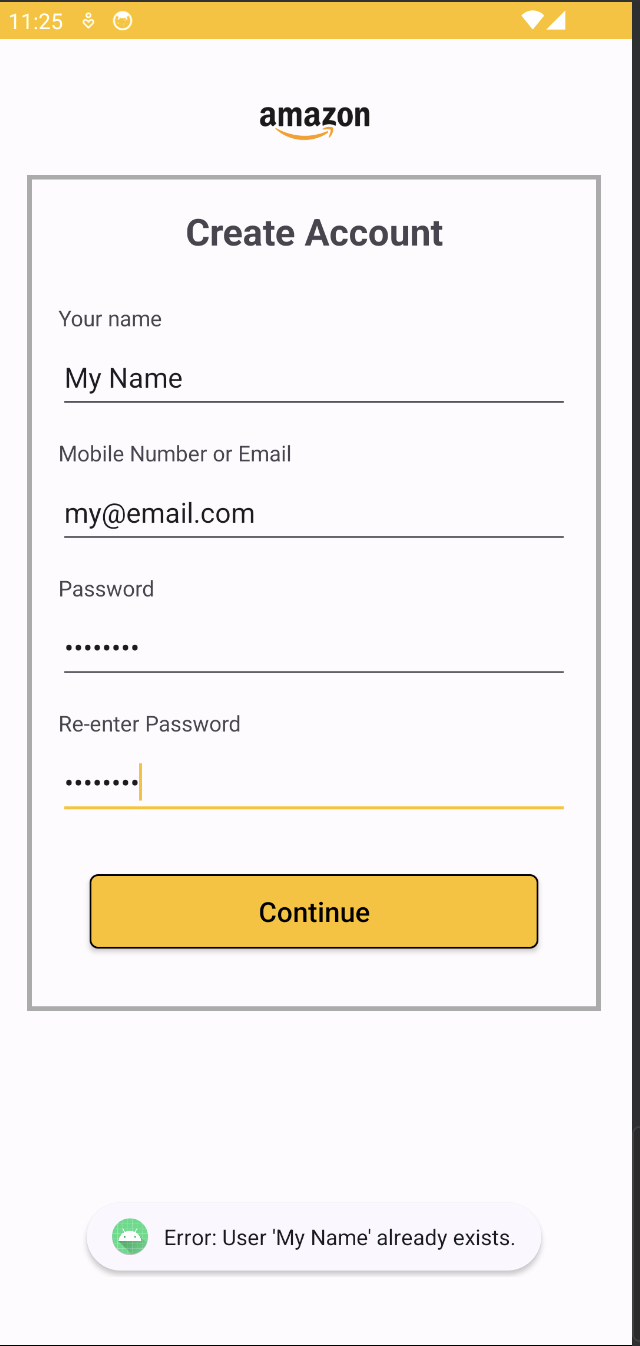 11:25
amazon
Create Account
Your name
My Name
Mobile Number or Email
my@email.com
Password
••••••••
Re-enter Password
••••••••
Continue
Error: User 'My Name' already exists.